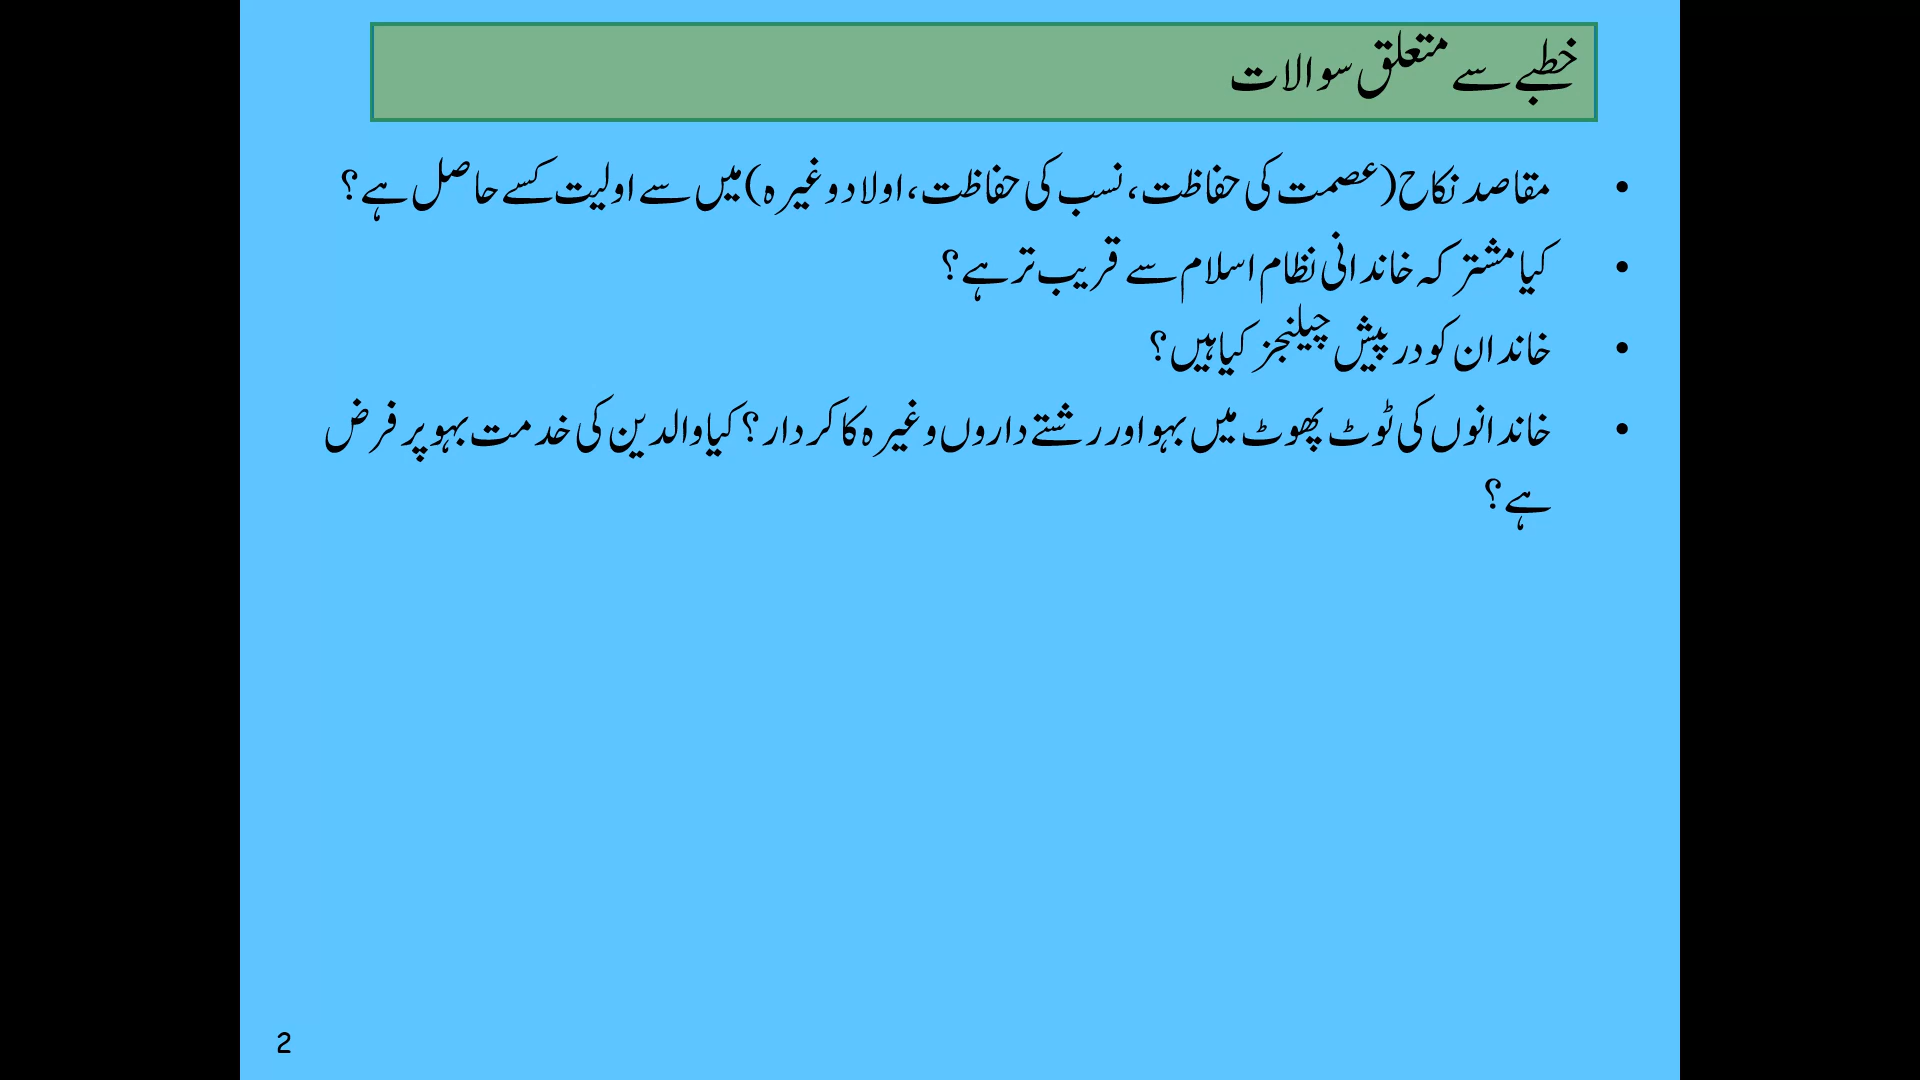 خطبے سے متعلق سوالات
• مقاصد نکاح (عصمت کی حفاظت، نسب کی حفاظت، اولاد وغیرہ) میں سے اولیت کسے حاصل ہے؟
• کیا مشترکہ خاندانی نظام اسلام سے قریب تر ہے؟
• خاندان کو درپیش چیلنجز کیا ہیں؟
• خاندانوں کی ٹوٹ پھوٹ میں بہو اور رشتے داروں وغیرہ کا کردار؟ کیا والدین کی خدمت بہو پر فرض
ہے؟
2